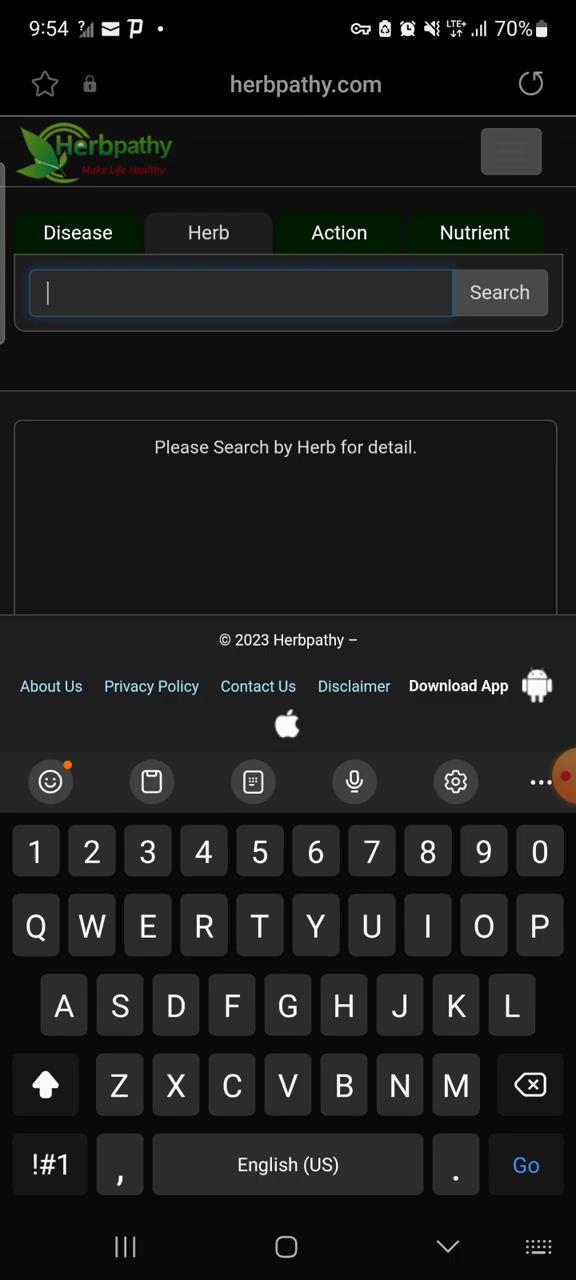 9:54
LTE+ 70%
herbpathy.com
Herbpathy
Make Life Healthy
Disease Herb Action Nutrient
Search
Please Search by Herb for detail.
© 2023 Herbpathy –
About Us Privacy Policy Contact Us Disclaimer Download App
1 2 3 4 5 6 7 8 9 0
Q W E R T Y U I O P
A S D F G H J K L
Z X C V B N M
!#1 , English (US) . Go